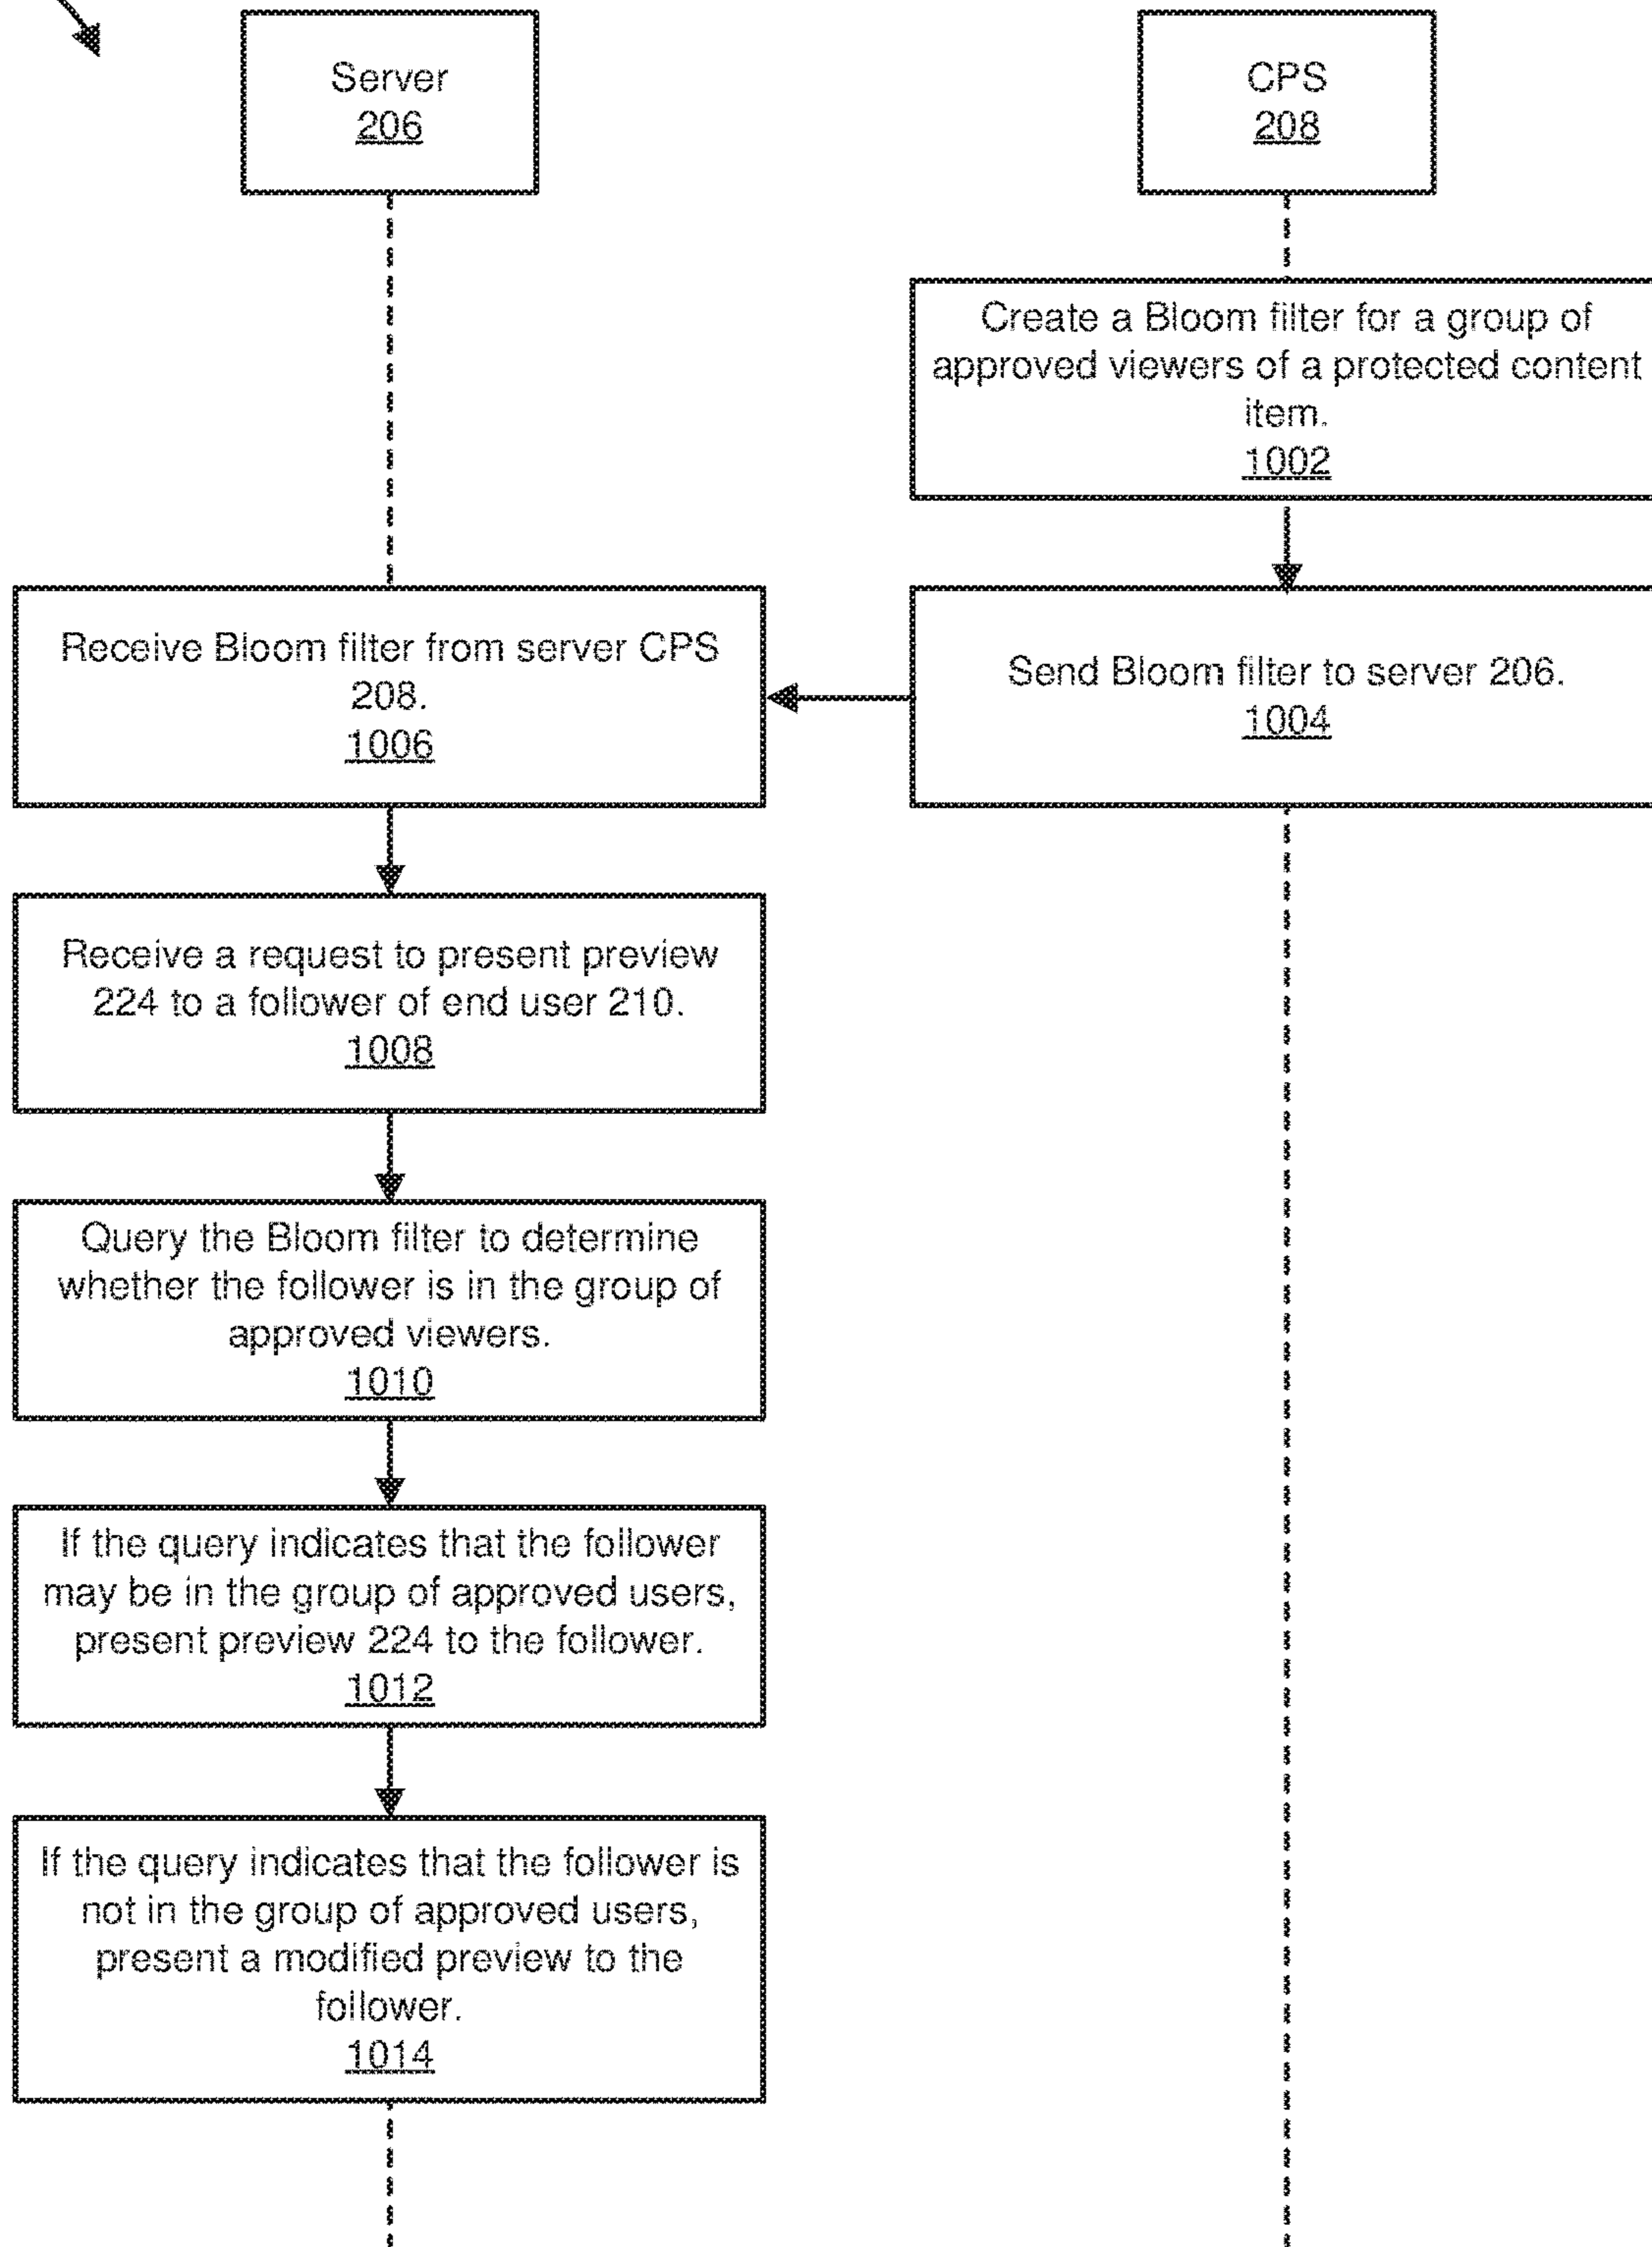 Server
206
CPS
208
Create a Bloom filter for a group of
approved viewers of a protected content
item.
1002
Receive Bloom filter from server CPS
208.
1006
Send Bloom filter to server 206.
1004
Receive a request to present preview
224 to a follower of end user 210.
1008
Query the Bloom filter to determine
whether the follower is in the group of
approved viewers.
1010
If the query indicates that the follower
may be in the group of approved users,
present preview 224 to the follower.
1012
If the query indicates that the follower is
not in the group of approved users,
present a modified preview to the
follower.
1014